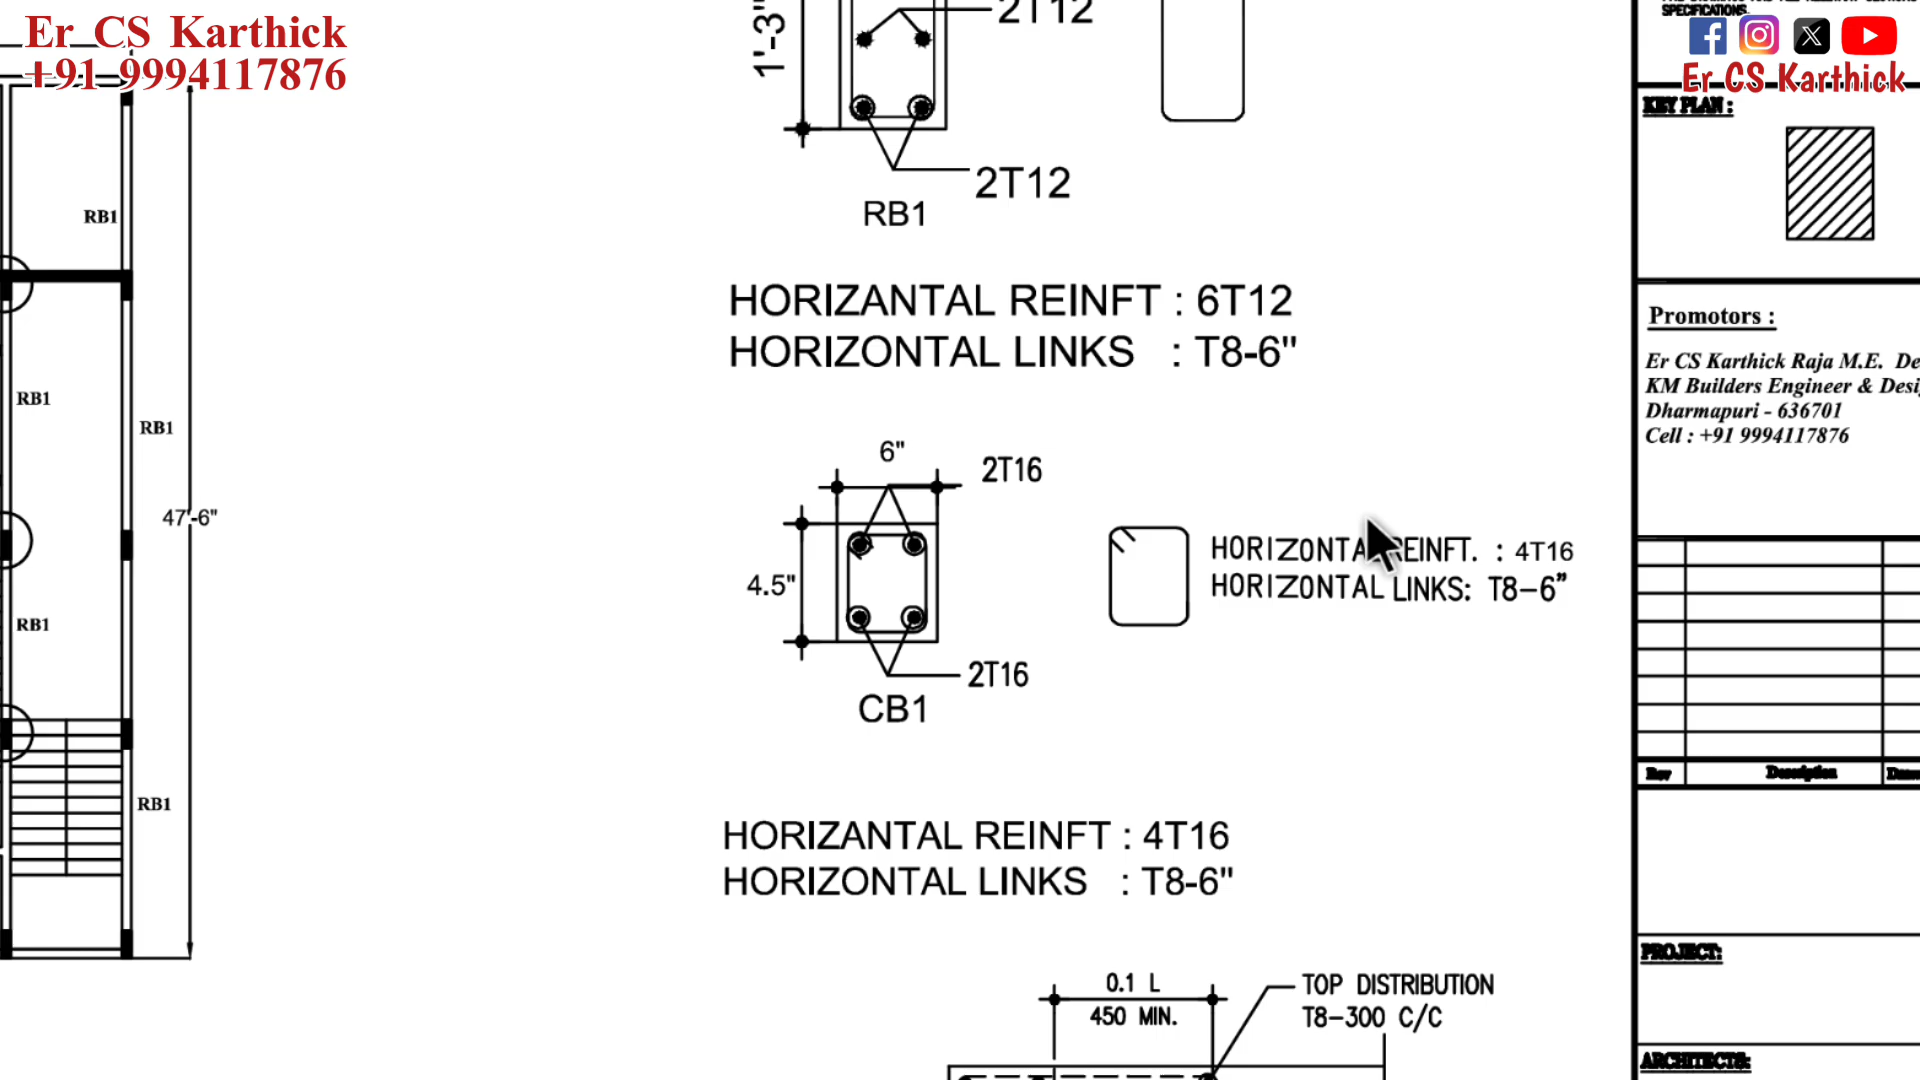 Er CS Karthick
+91 9994117876
SPECIFICATIONS.
Er CS Karthick
1'-3"
2T12
2T12
RB1
HORIZANTAL REINFT : 6T12
HORIZONTAL LINKS : T8-6"
6"
2T16
4.5"
2T16
CB1
HORIZONTAL REINFT. : 4T16
HORIZONTAL LINKS: T8-6"
HORIZANTAL REINFT : 4T16
HORIZONTAL LINKS : T8-6"
0.1 L
450 MIN.
TOP DISTRIBUTION
T8-300 C/C
RB1
RB1
RB1
47'-6"
RB1
RB1
KEY PLAN :
Promotors :
Er CS Karthick Raja M.E. De
KM Builders Engineer & Desi
Dharmapuri - 636701
Cell : +91 9994117876
Rev Description
PROJECT:
ARCHITECTS: